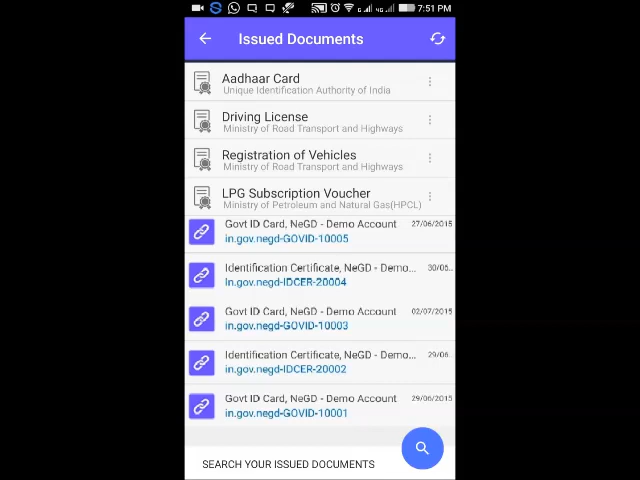 G 4G 7:51 PM
Issued Documents
Aadhaar Card
Unique Identification Authority of India
Driving License
Ministry of Road Transport and Highways
Registration of Vehicles
Ministry of Road Transport and Highways
LPG Subscription Voucher
Ministry of Petroleum and Natural Gas(HPCL)
Govt ID Card, NeGD - Demo Account 27/06/2015
in.gov.negd-GOVID-10005
Identification Certificate, NeGD - Demo... 30/06...
in.gov.negd-IDCER-20004
Govt ID Card, NeGD - Demo Account 02/07/2015
in.gov.negd-GOVID-10003
Identification Certificate, NeGD - Demo... 29/06...
in.gov.negd-IDCER-20002
Govt ID Card, NeGD - Demo Account 29/06/2015
in.gov.negd-GOVID-10001
SEARCH YOUR ISSUED DOCUMENTS